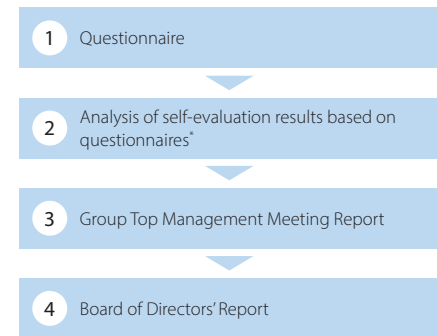 1 Questionnaire
2 Analysis of self-evaluation results based on
questionnaires*
3 Group Top Management Meeting Report
4 Board of Directors’ Report